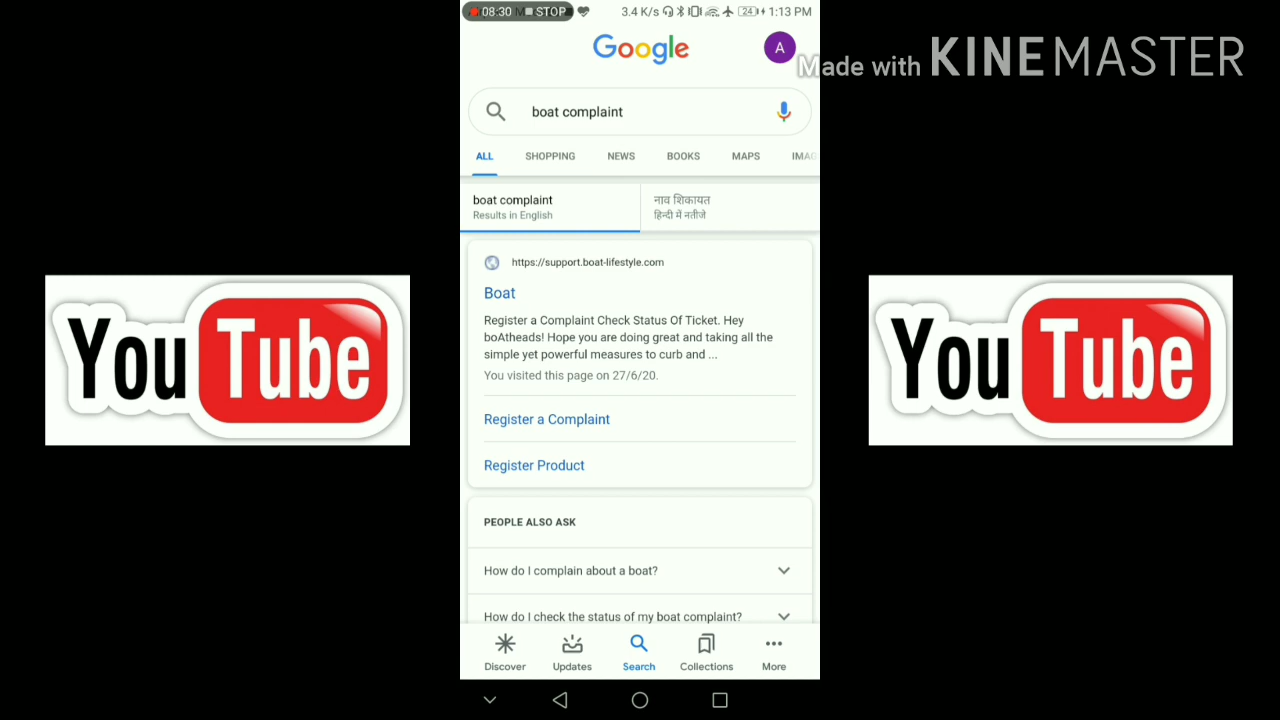 08:30 STOP 3.4 K/s 24 1:13 PM
Google
A
Made with KINEMASTER
boat complaint
ALL SHOPPING NEWS BOOKS MAPS IMAG
boat complaint
Results in English
नाव शिकायत
हिन्दी में नतीजे
https://support.boat-lifestyle.com
Boat
Register a Complaint Check Status Of Ticket. Hey
boAtheads! Hope you are doing great and taking all the
simple yet powerful measures to curb and ...
You visited this page on 27/6/20.
Register a Complaint
Register Product
PEOPLE ALSO ASK
How do I complain about a boat?
How do I check the status of my boat complaint?
Discover Updates Search Collections More
YouTube
YouTube